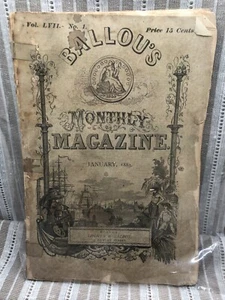 Vol. LVII.- No. 1.
Price 15 Cents
BALLOU'S
MONTHLY
MAGAZINE.
JANUARY,